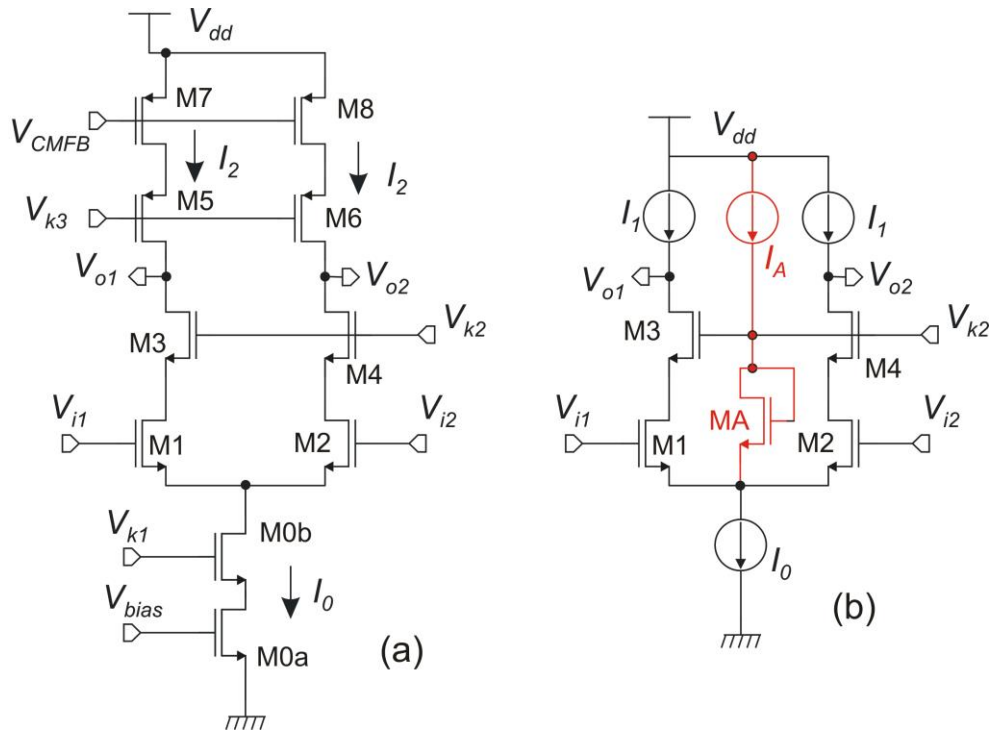 V_dd
M7
M8
V_CMFB
I_2
I_2
M5
M6
V_k3
V_o1
V_o2
M3
V_k2
M4
V_i1
V_i2
M1
M2
V_k1
M0b
I_0
V_bias
M0a
(a)
V_dd
I_1
I_A
I_1
V_o1
V_o2
M3
V_k2
M4
V_i1
MA
V_i2
M1
M2
I_0
(b)